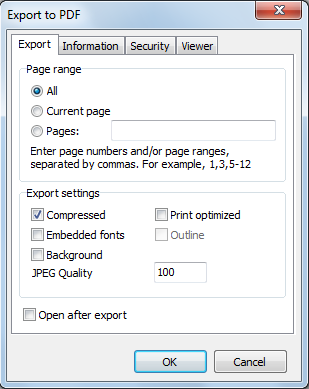 Export to PDF
Export Information Security Viewer
Page range
All
Current page
Pages:
Enter page numbers and/or page ranges,
separated by commas. For example, 1,3,5-12
Export settings
Compressed Print optimized
Embedded fonts Outline
Background
JPEG Quality 100
Open after export
OK Cancel